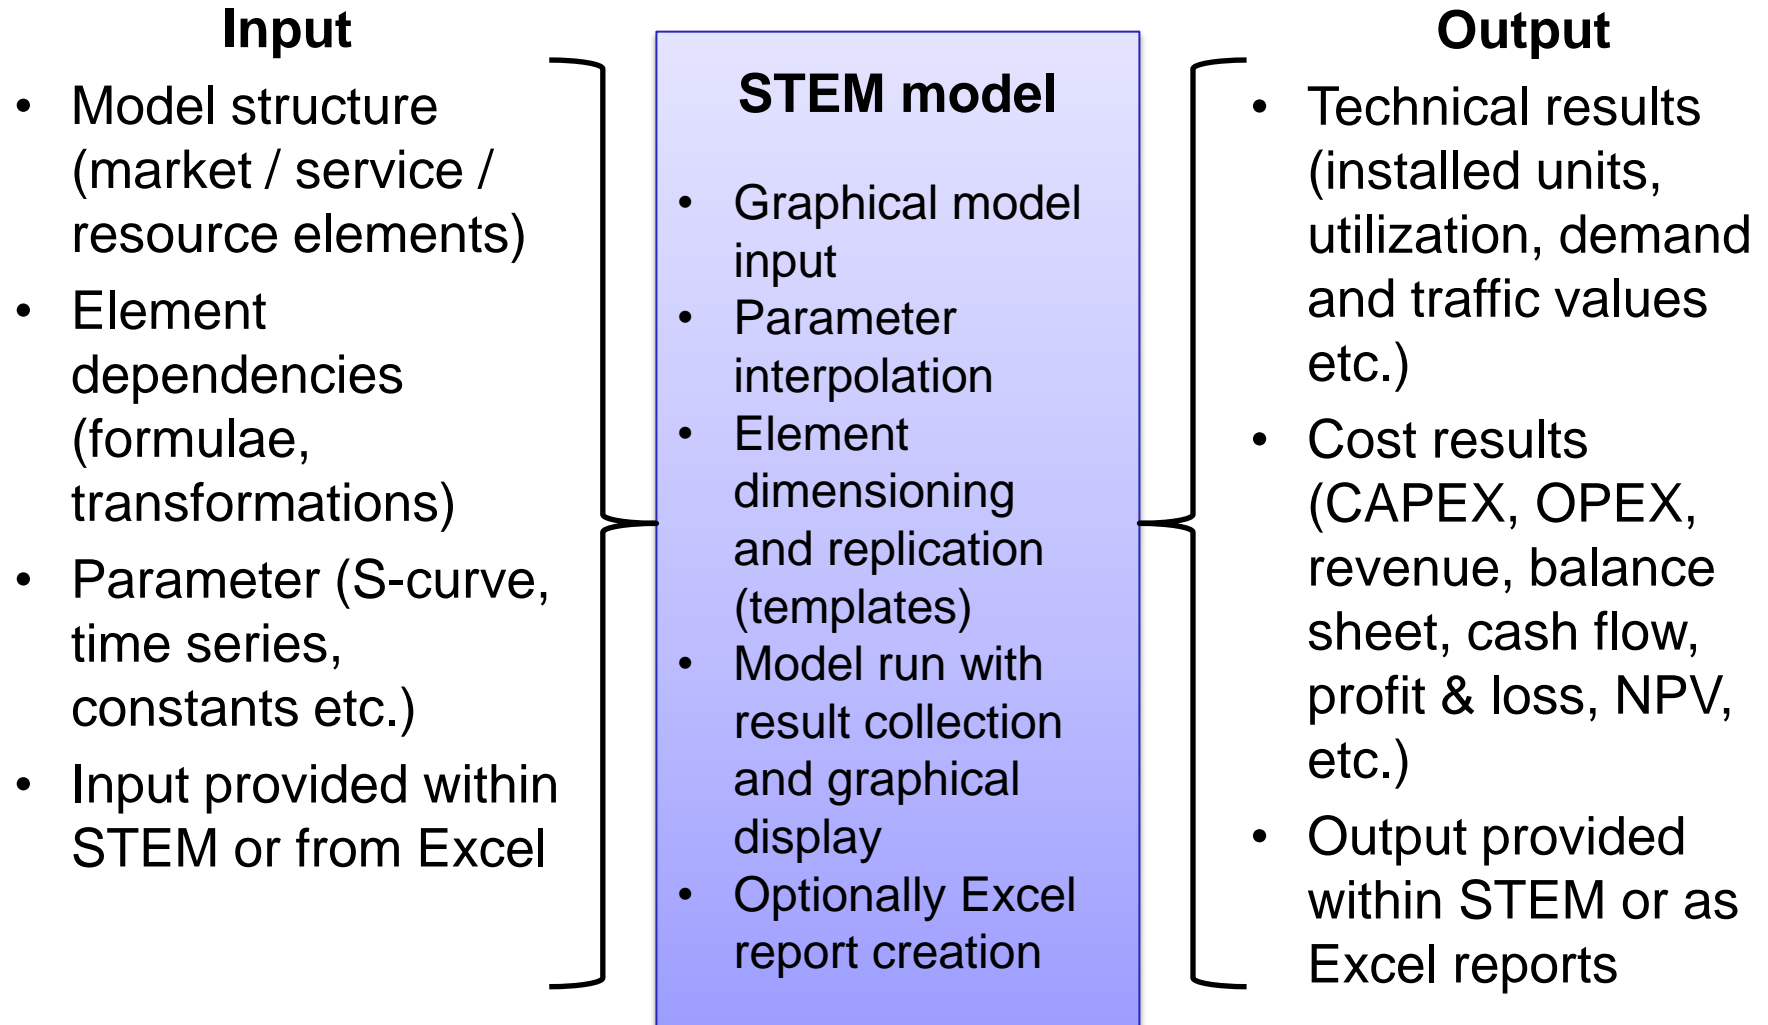 Input
• Model structure
(market / service /
resource elements)
• Element
dependencies
(formulae,
transformations)
• Parameter (S-curve,
time series,
constants etc.)
• Input provided within
STEM or from Excel
STEM model
• Graphical model
input
• Parameter
interpolation
• Element
dimensioning
and replication
(templates)
• Model run with
result collection
and graphical
display
• Optionally Excel
report creation
Output
• Technical results
(installed units,
utilization, demand
and traffic values
etc.)
• Cost results
(CAPEX, OPEX,
revenue, balance
sheet, cash flow,
profit & loss, NPV,
etc.)
• Output provided
within STEM or as
Excel reports